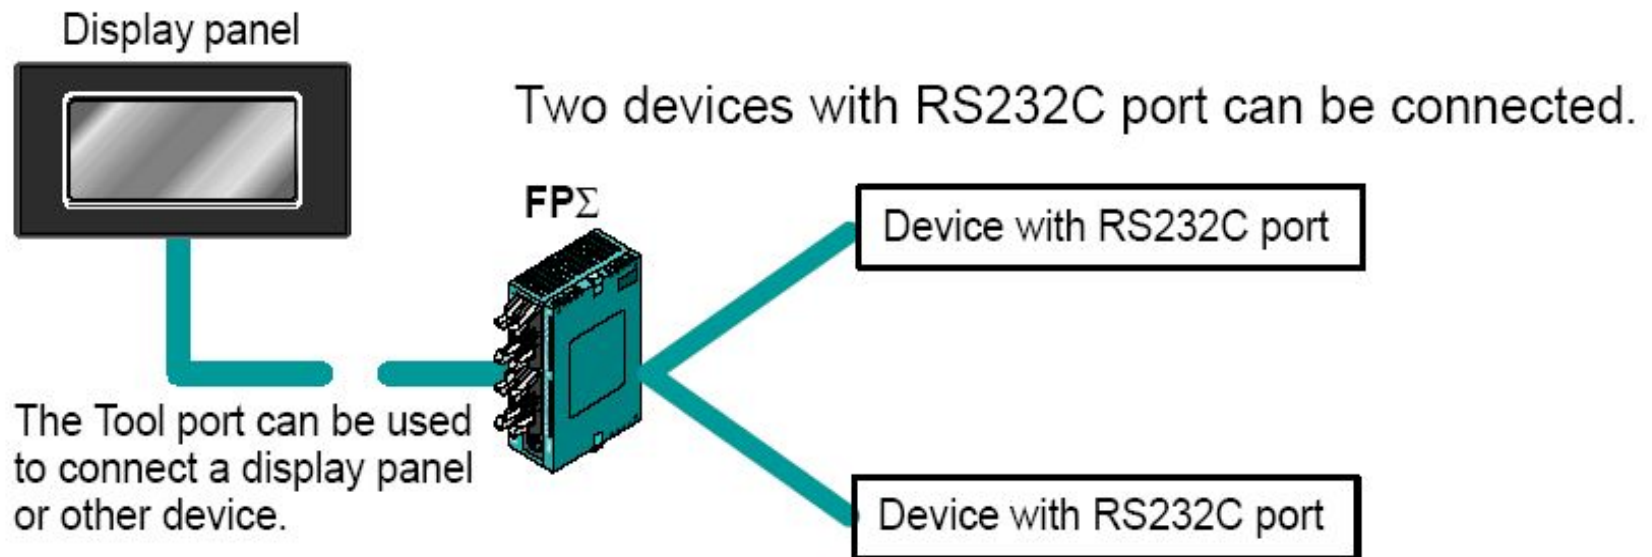 Display panel
Two devices with RS232C port can be connected.
FPΣ
Device with RS232C port
The Tool port can be used
to connect a display panel
or other device.
Device with RS232C port